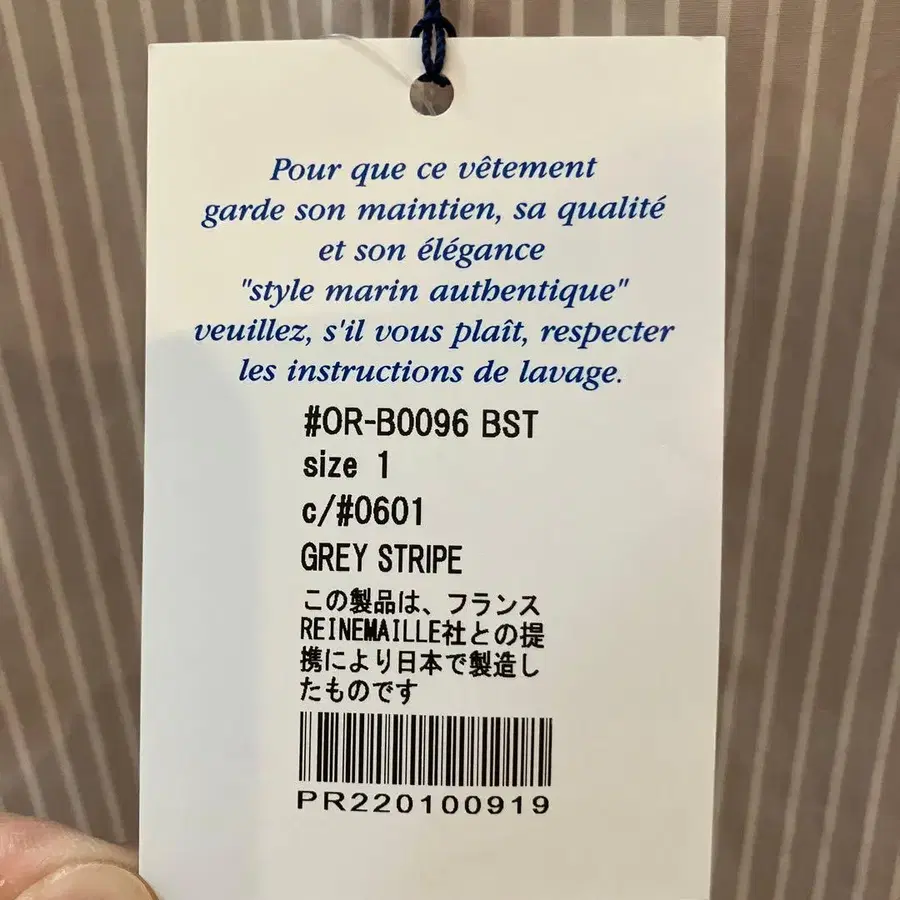 Pour que ce vêtement
garde son maintien, sa qualité
et son élégance
"style marin authentique"
veuillez, s'il vous plaît, respecter
les instructions de lavage.
#OR-B0096 BST
size 1
c/#0601
GREY STRIPE
この製品は、フランス
REINEMAILLE社との提
携により日本で製造し
たものです
PR220100919